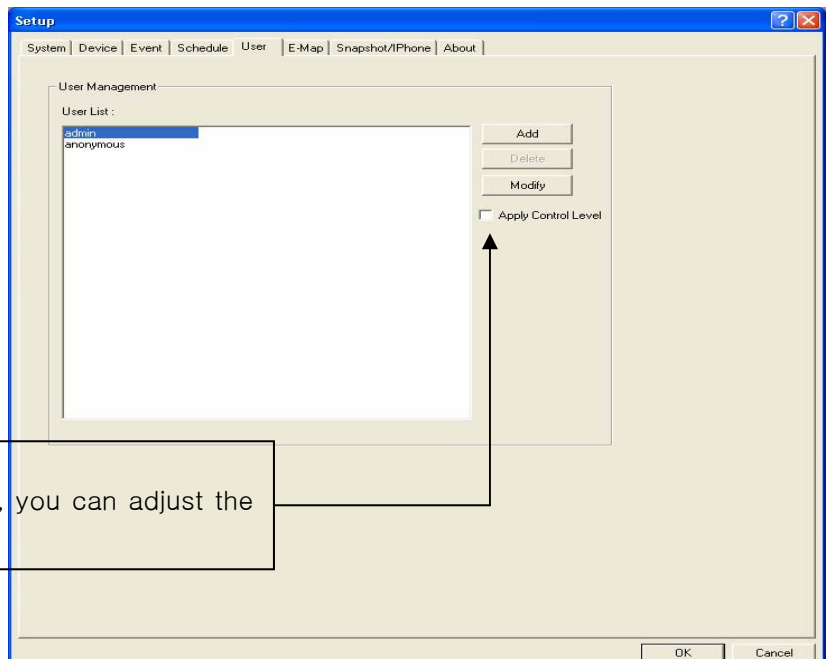 Setup
System Device Event Schedule User E-Map Snapshot/IPhone About
User Management
User List :
admin
anonymous
Add
Delete
Modify
Apply Control Level
, you can adjust the
OK Cancel